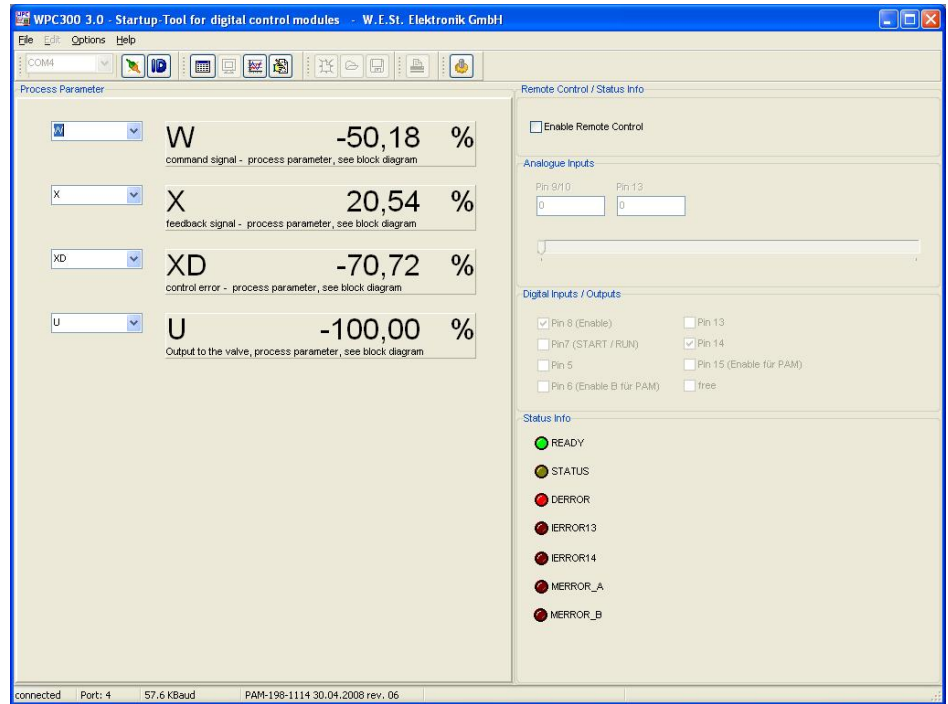 WPC300 3.0 - Startup-Tool for digital control modules - W.E.St. Elektronik GmbH
File Edit Options Help
COM4
ID
Process Parameter
W
W -50,18 %
command signal - process parameter, see block diagram
X
X 20,54 %
feedback signal - process parameter, see block diagram
XD
XD -70,72 %
control error - process parameter, see block diagram
U
U -100,00 %
Output to the valve, process parameter, see block diagram
Remote Control / Status Info
Enable Remote Control
Analogue Inputs
Pin 9/10 Pin 13
0 0
Digital Inputs / Outputs
Pin 8 (Enable) Pin 13
Pin7 (START / RUN) Pin 14
Pin 5 Pin 15 (Enable für PAM)
Pin 6 (Enable B für PAM) free
Status Info
READY
STATUS
DERROR
IERROR13
IERROR14
MERROR_A
MERROR_B
connected Port: 4 57.6 KBaud PAM-198-1114 30.04.2008 rev. 06